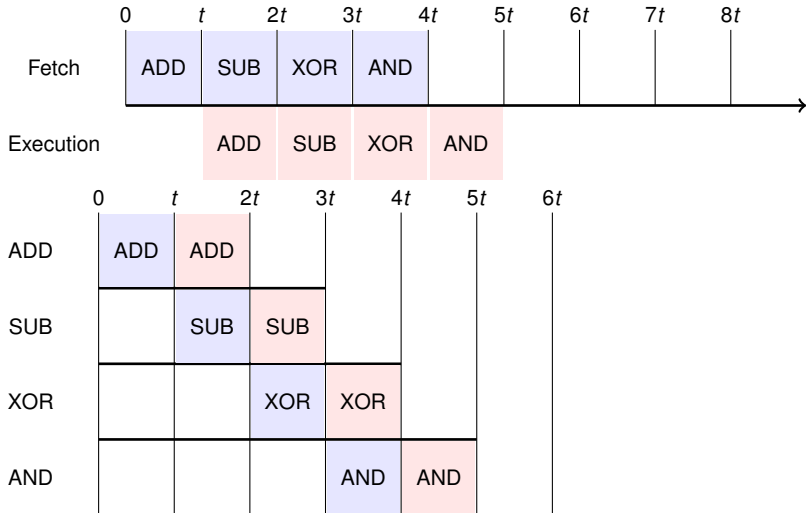 0 t 2t 3t 4t 5t 6t 7t 8t
Fetch ADD SUB XOR AND
Execution ADD SUB XOR AND
0 t 2t 3t 4t 5t 6t
ADD ADD ADD
SUB SUB SUB
XOR XOR XOR
AND AND AND